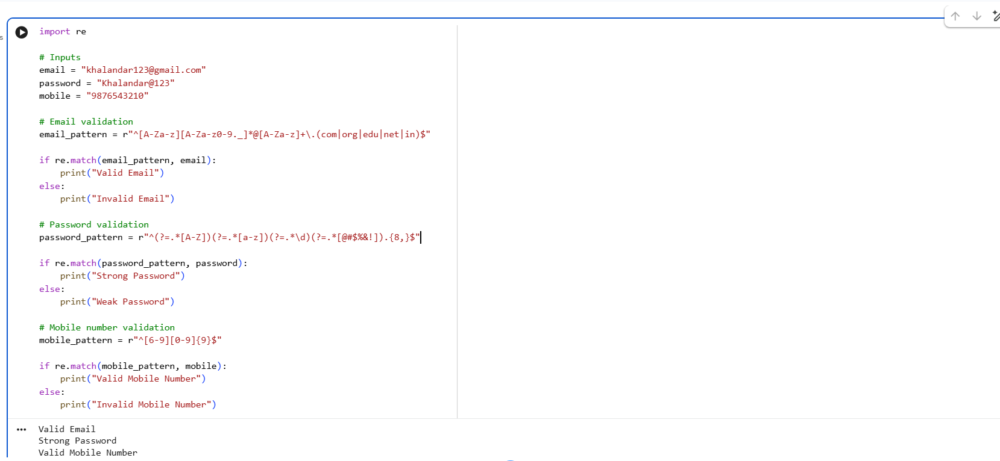 s
import re
# Inputs
email = "khalandar123@gmail.com"
password = "Khalandar@123"
mobile = "9876543210"
# Email validation
email_pattern = r"^[A-Za-z][A-Za-z0-9._]*@[A-Za-z]+\.(com|org|edu|net|in)$"
if re.match(email_pattern, email):
    print("Valid Email")
else:
    print("Invalid Email")
# Password validation
password_pattern = r"^(?=.*[A-Z])(?=.*[a-z])(?=.*\d)(?=.*[@#$%&!]).{8,}$"
if re.match(password_pattern, password):
    print("Strong Password")
else:
    print("Weak Password")
# Mobile number validation
mobile_pattern = r"^[6-9][0-9]{9}$"
if re.match(mobile_pattern, mobile):
    print("Valid Mobile Number")
else:
    print("Invalid Mobile Number")
Valid Email
Strong Password
Valid Mobile Number